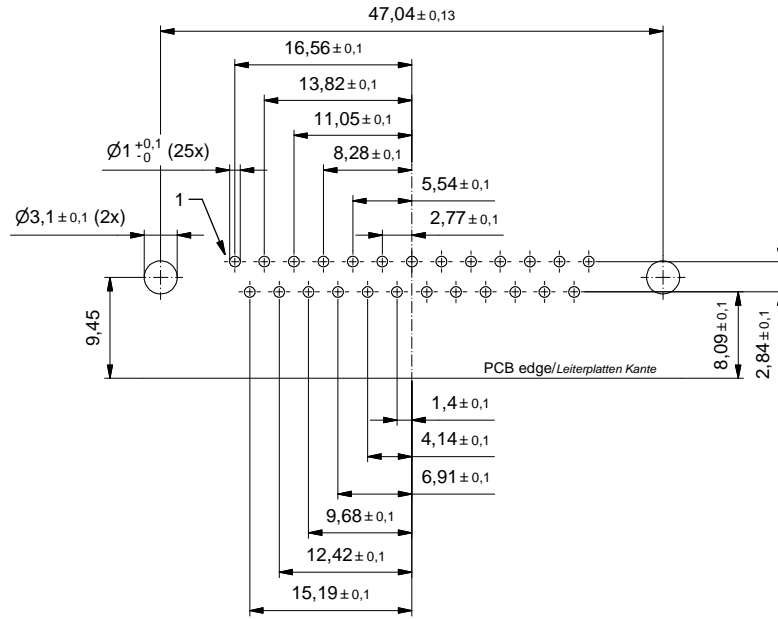 47,04 ± 0,13
16,56 ± 0,1
13,82 ± 0,1
11,05 ± 0,1
Ø1 +0,1 -0 (25x)
8,28 ± 0,1
5,54 ± 0,1
1
2,77 ± 0,1
Ø3,1 ± 0,1 (2x)
9,45
8,09 ± 0,1
2,84 ± 0,1
PCB edge/Leiterplatten Kante
1,4 ± 0,1
4,14 ± 0,1
6,91 ± 0,1
9,68 ± 0,1
12,42 ± 0,1
15,19 ± 0,1